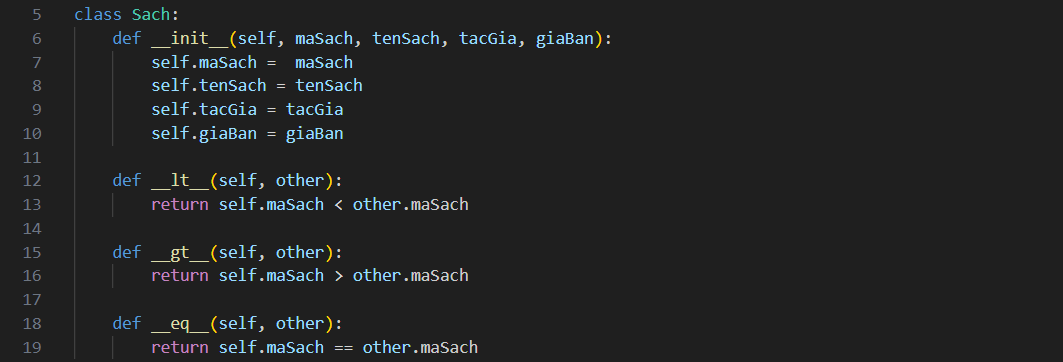 5 class Sach:
6     def __init__(self, maSach, tenSach, tacGia, giaBan):
7         self.maSach =  maSach
8         self.tenSach = tenSach
9         self.tacGia = tacGia
10         self.giaBan = giaBan
11
12     def __lt__(self, other):
13         return self.maSach < other.maSach
14
15     def __gt__(self, other):
16         return self.maSach > other.maSach
17
18     def __eq__(self, other):
19         return self.maSach == other.maSach